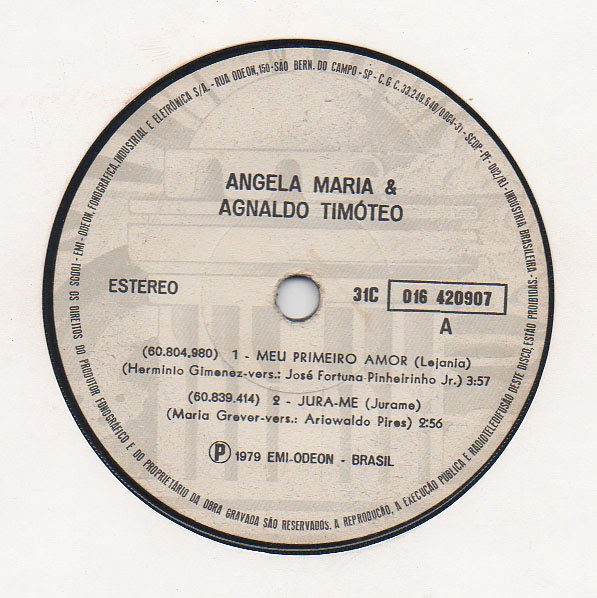 TODOS OS DIREITOS DO PRODUTOR FONOGRÁFICO E DO PROPRIETÁRIO DA OBRA GRAVADA SÃO RESERVADOS. A REPRODUÇÃO, A EXECUÇÃO PÚBLICA E RADIOTELEDIFUSÃO DESTE DISCO, ESTÃO PROIBIDAS -
EMI - ODEON, FONOGRÁFICA, INDUSTRIAL E ELETRÔNICA S/A. - RUA ODEON, 150 - SÃO BERN. DO CAMPO - SP - C.G.C. 33.249.640/0004-31 - SCDP - PF - 002/RJ - INDUSTRIA BRASILEIRA -
ANGELA MARIA &
AGNALDO TIMÓTEO
ESTEREO 31C 016 420907
A
(60.804.980) 1 - MEU PRIMEIRO AMOR (Lejania)
(Herminto Gimenez-vers.: José Fortuna-Pinheirinho Jr.) 3:57
(60.839.414) 2 - JURA-ME (Jurame)
(Maria Grever-vers.: Ariowaldo Pires) 2:56
Ⓟ 1979 EMI-ODEON - BRASIL